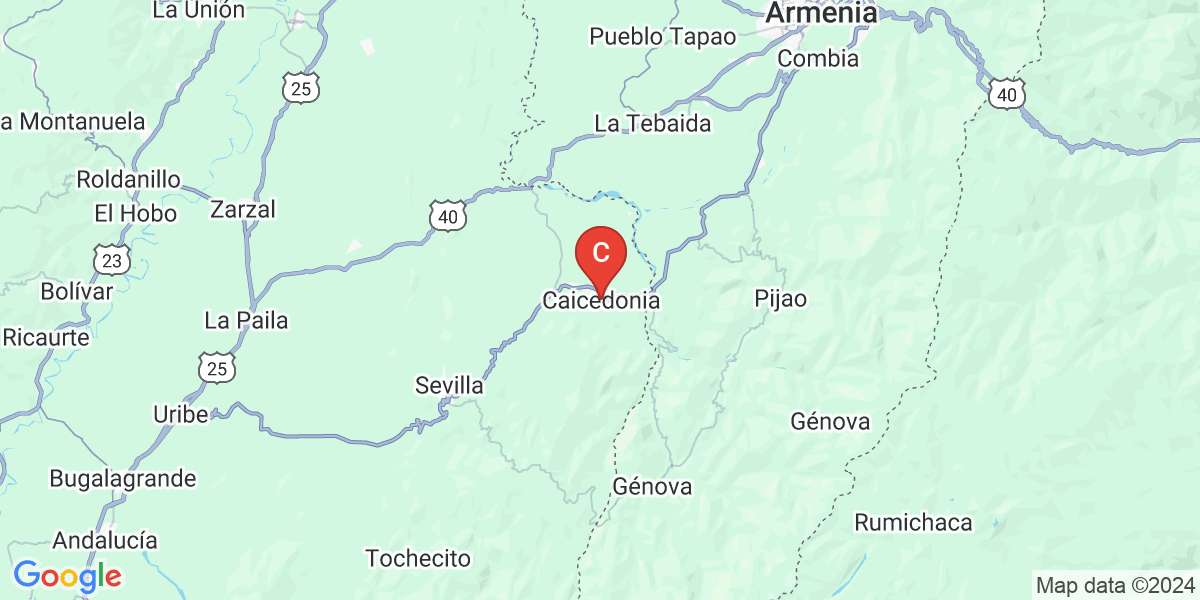 La Unión
Armenia
Pueblo Tapao
Combia
25
40
a Montanuela
La Tebaida
Roldanillo
El Hobo
Zarzal
40
C
23
Bolívar
Caicedonia
Pijao
La Paila
Ricaurte
25
Sevilla
Uribe
Génova
Bugalagrande
Génova
Rumichaca
Andalucía
Tochecito
Google
Map data ©2024